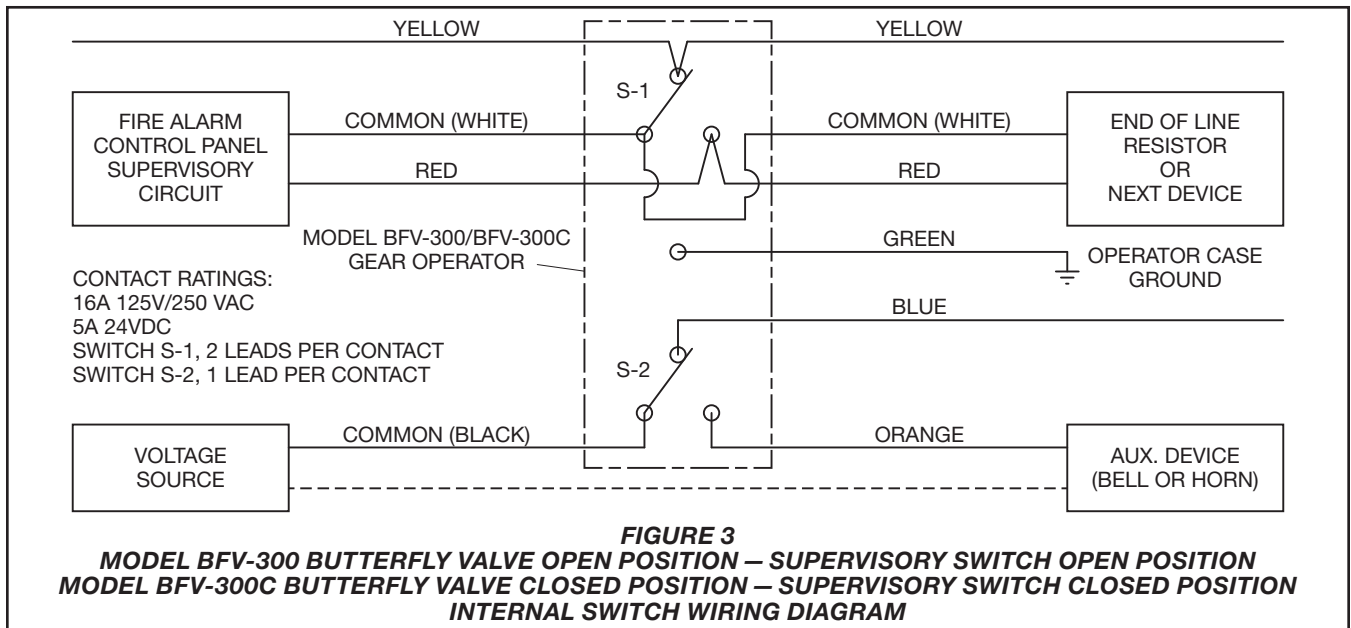 YELLOW
YELLOW
S-1
FIRE ALARM
CONTROL PANEL
SUPERVISORY
CIRCUIT
COMMON (WHITE)
COMMON (WHITE)
RED
RED
END OF LINE
RESISTOR
OR
NEXT DEVICE
MODEL BFV-300/BFV-300C
GEAR OPERATOR
GREEN
OPERATOR CASE
GROUND
CONTACT RATINGS:
16A 125V/250 VAC
5A 24VDC
SWITCH S-1, 2 LEADS PER CONTACT
SWITCH S-2, 1 LEAD PER CONTACT
BLUE
S-2
VOLTAGE
SOURCE
COMMON (BLACK)
ORANGE
AUX. DEVICE
(BELL OR HORN)
FIGURE 3
MODEL BFV-300 BUTTERFLY VALVE OPEN POSITION — SUPERVISORY SWITCH OPEN POSITION
MODEL BFV-300C BUTTERFLY VALVE CLOSED POSITION — SUPERVISORY SWITCH CLOSED POSITION
INTERNAL SWITCH WIRING DIAGRAM